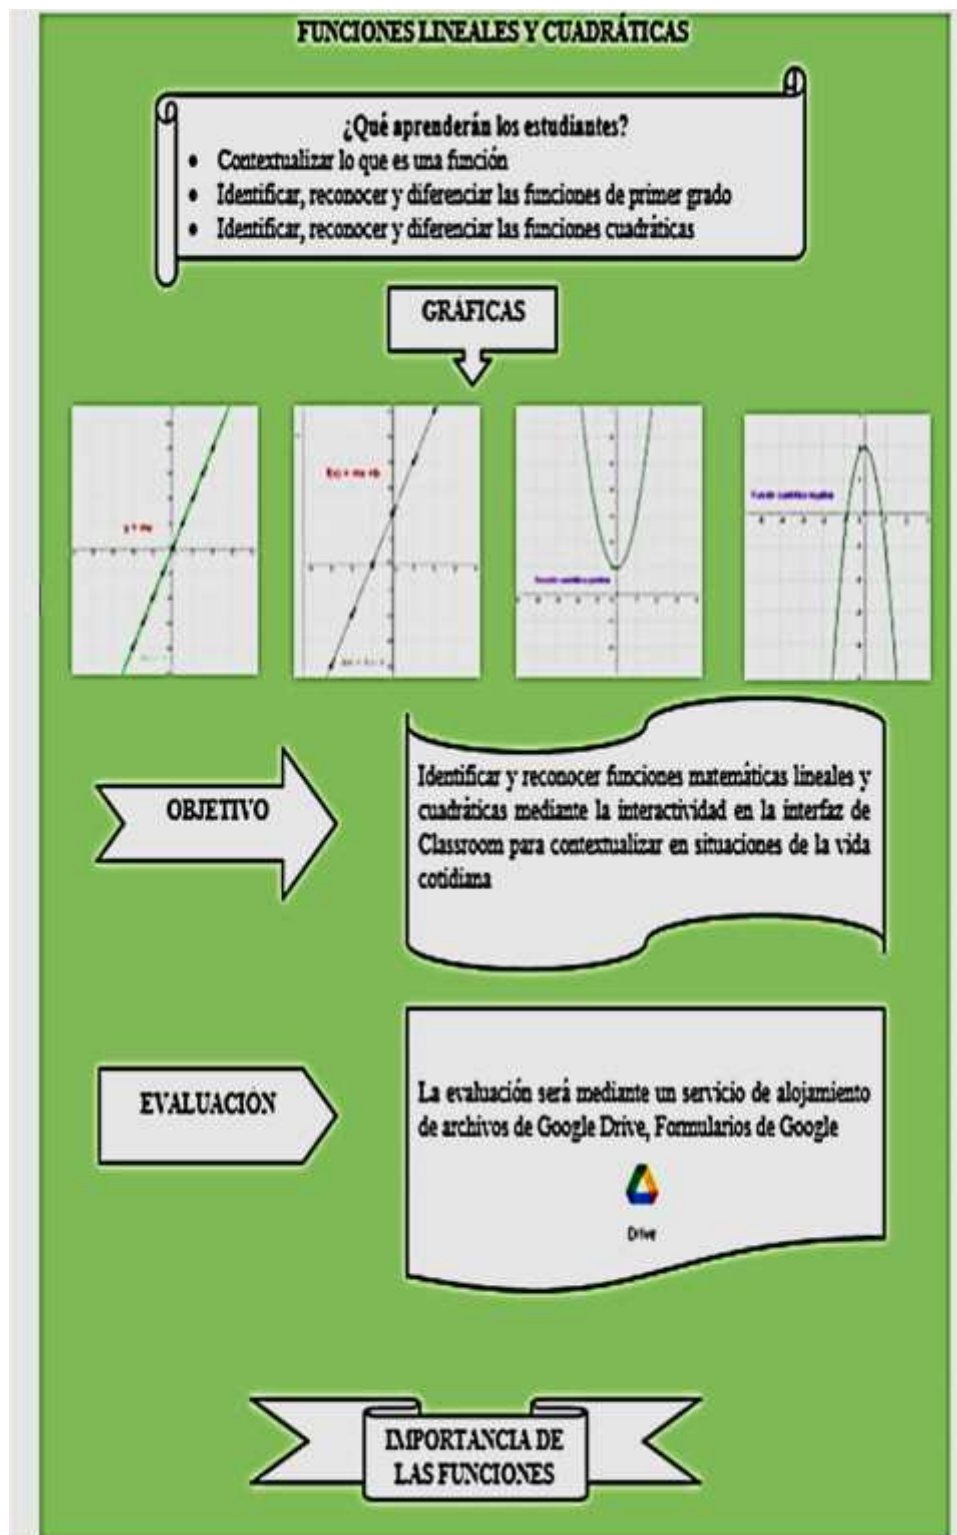 FUNCIONES LINEALES Y CUADRÁTICAS
¿Qué aprenderán los estudiantes?
• Contextualizar lo que es una función
• Identificar, reconocer y diferenciar las funciones de primer grado
• Identificar, reconocer y diferenciar las funciones cuadráticas
GRÁFICAS
y = mx
f(x) = mx +b
OBJETIVO
Identificar y reconocer funciones matemáticas lineales y
cuadráticas mediante la interactividad en la interfaz de
Classroom para contextualizar en situaciones de la vida
cotidiana
EVALUACIÓN
La evaluación será mediante un servicio de alojamiento
de archivos de Google Drive, Formularios de Google
Drive
IMPORTANCIA DE
LAS FUNCIONES